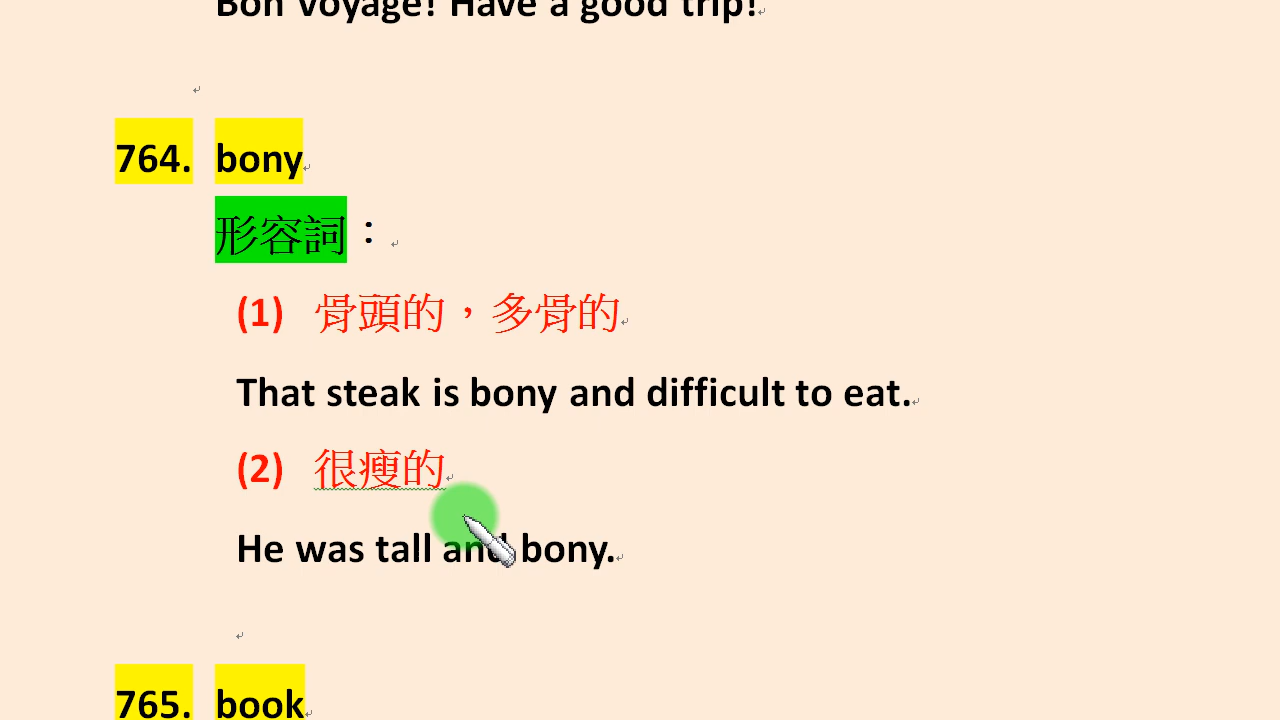 Bon Voyage! Have a good trip!
764. bony
形容詞：
(1) 骨頭的，多骨的
That steak is bony and difficult to eat.
(2) 很瘦的
He was tall and bony.
765. book